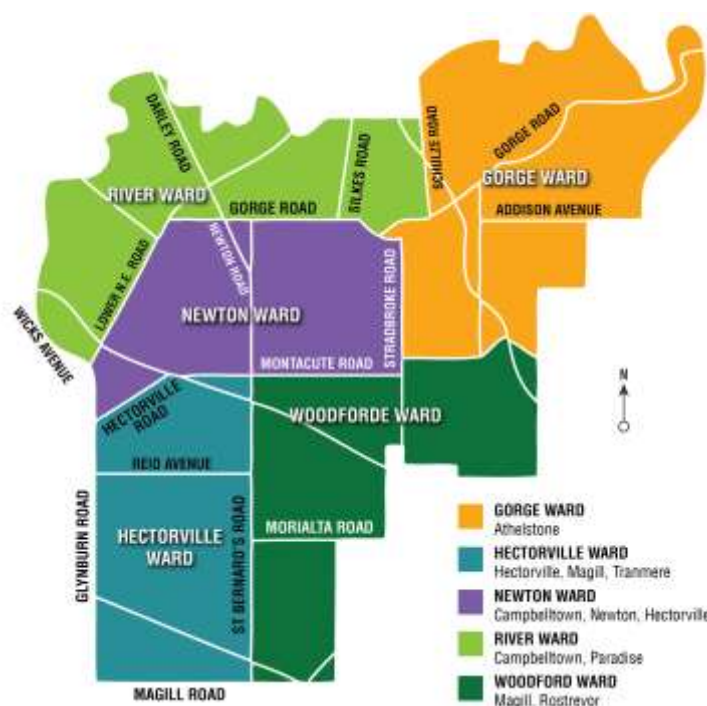 DARLEY ROAD
SCHULZE ROAD
GORGE ROAD
SILKES ROAD
GORGE WARD
RIVER WARD
GORGE ROAD
ADDISON AVENUE
NEWTON ROAD
LOWER N.E. ROAD
STRADBROKE ROAD
NEWTON WARD
WICKS AVENUE
MONTACUTE ROAD
N
HECTORVILLE
ROAD
WOODFORDE WARD
REID AVENUE
GLYNBURN ROAD
ST BERNARD'S ROAD
MORIALTA ROAD
HECTORVILLE
WARD
MAGILL ROAD
GORGE WARD
Athelstone
HECTORVILLE WARD
Hectorville, Magill, Tranmere
NEWTON WARD
Campbelltown, Newton, Hectorville
RIVER WARD
Campbelltown, Paradise
WOODFORD WARD
Magill, Rostrevor